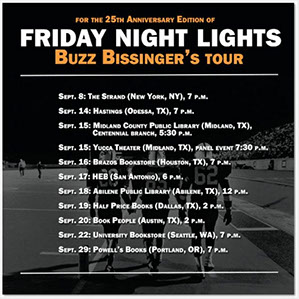 FOR THE 25TH ANNIVERSARY EDITION OF
FRIDAY NIGHT LIGHTS
BUZZ BISSINGER'S TOUR
SEPT. 8: THE STRAND (NEW YORK, NY), 7 P.M.
SEPT. 14: HASTINGS (ODESSA, TX), 7 P.M.
SEPT. 15: MIDLAND COUNTY PUBLIC LIBRARY (MIDLAND, TX),
CENTENNIAL BRANCH, 5:30 P.M.
SEPT. 15: YUCCA THEATER (MIDLAND, TX), PANEL EVENT 7:30 P.M.
SEPT. 16: BRAZOS BOOKSTORE (HOUSTON, TX), 7 P.M.
SEPT. 17: HEB (SAN ANTONIO), 6 P.M.
SEPT. 18: ABILENE PUBLIC LIBRARY (ABILENE, TX), 12 P.M.
SEPT. 19: HALF PRICE BOOKS (DALLAS, TX), 2 P.M.
SEPT. 20: BOOK PEOPLE (AUSTIN, TX), 2 P.M.
SEPT. 22: UNIVERSITY BOOKSTORE (SEATTLE, WA), 7 P.M.
SEPT. 29: POWELL'S BOOKS (PORTLAND, OR), 7 P.M.